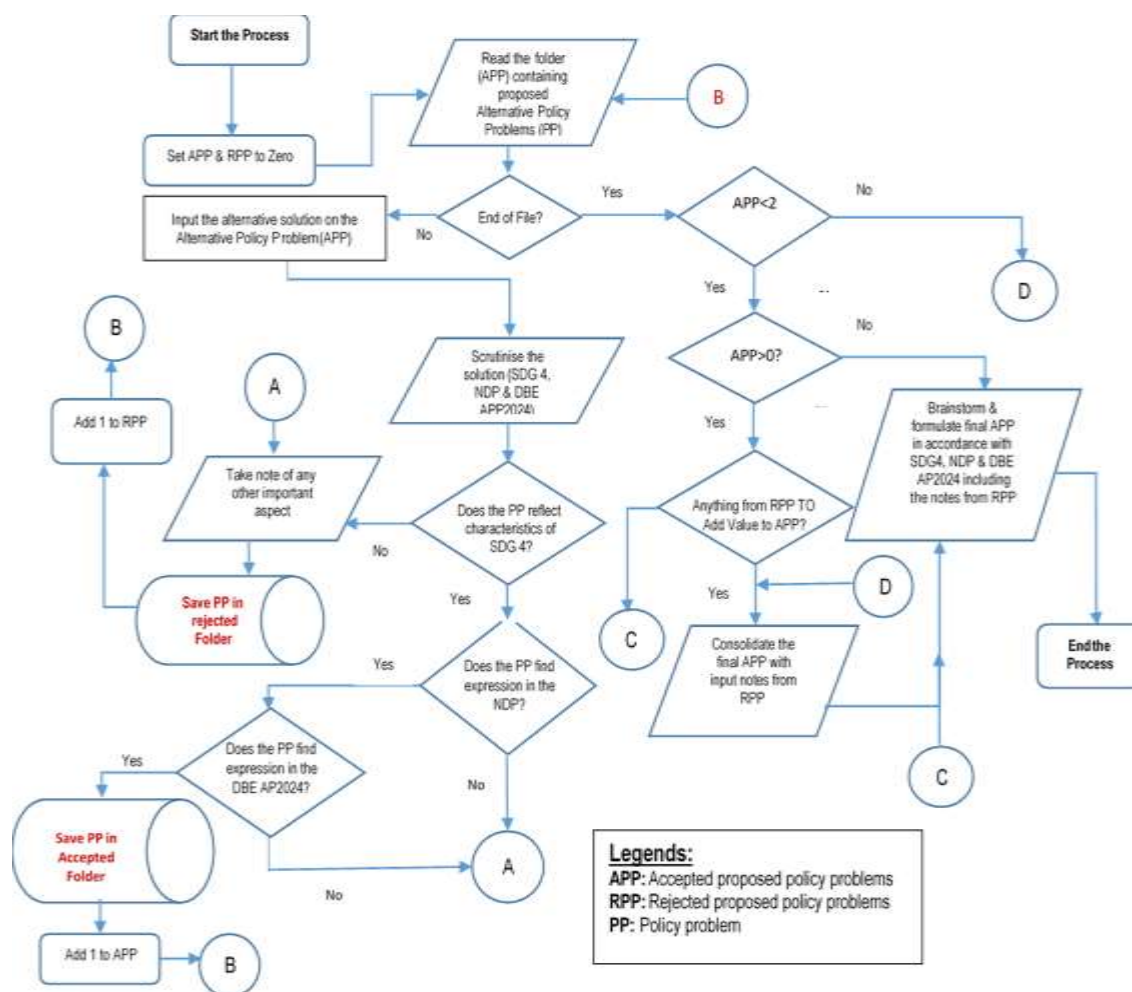 Start the Process
Read the folder
(APP) containing
proposed
Alternative Policy
Problems (PP)
B
Set APP & RPP to Zero
Input the alternative solution on the
Alternative Policy Problem (APP)
No
End of File?
Yes
APP<2
No
D
Yes
APP>0?
No
B
Add 1 to RPP
A
Scrutinise the
solution (SDG 4,
NDP & DBE
APP2024)
Yes
Brainstorm &
formulate final APP
in accordance with
SDG4, NDP & DBE
AP2024 including
the notes from RPP
Take note of any
other important
aspect
No
Does the PP reflect
characteristics of
SDG 4?
Anything from RPP TO
Add Value to APP?
Save PP in
rejected
Folder
Yes
C
Yes
D
Consolidate the
final APP with
input notes from
RPP
End the
Process
Yes
Does the PP find
expression in the
NDP?
Yes
Does the PP find
expression in the
DBE AP2024?
No
C
Save PP in
Accepted
Folder
No
A
Add 1 to APP
B
Legends:
APP: Accepted proposed policy problems
RPP: Rejected proposed policy problems
PP: Policy problem